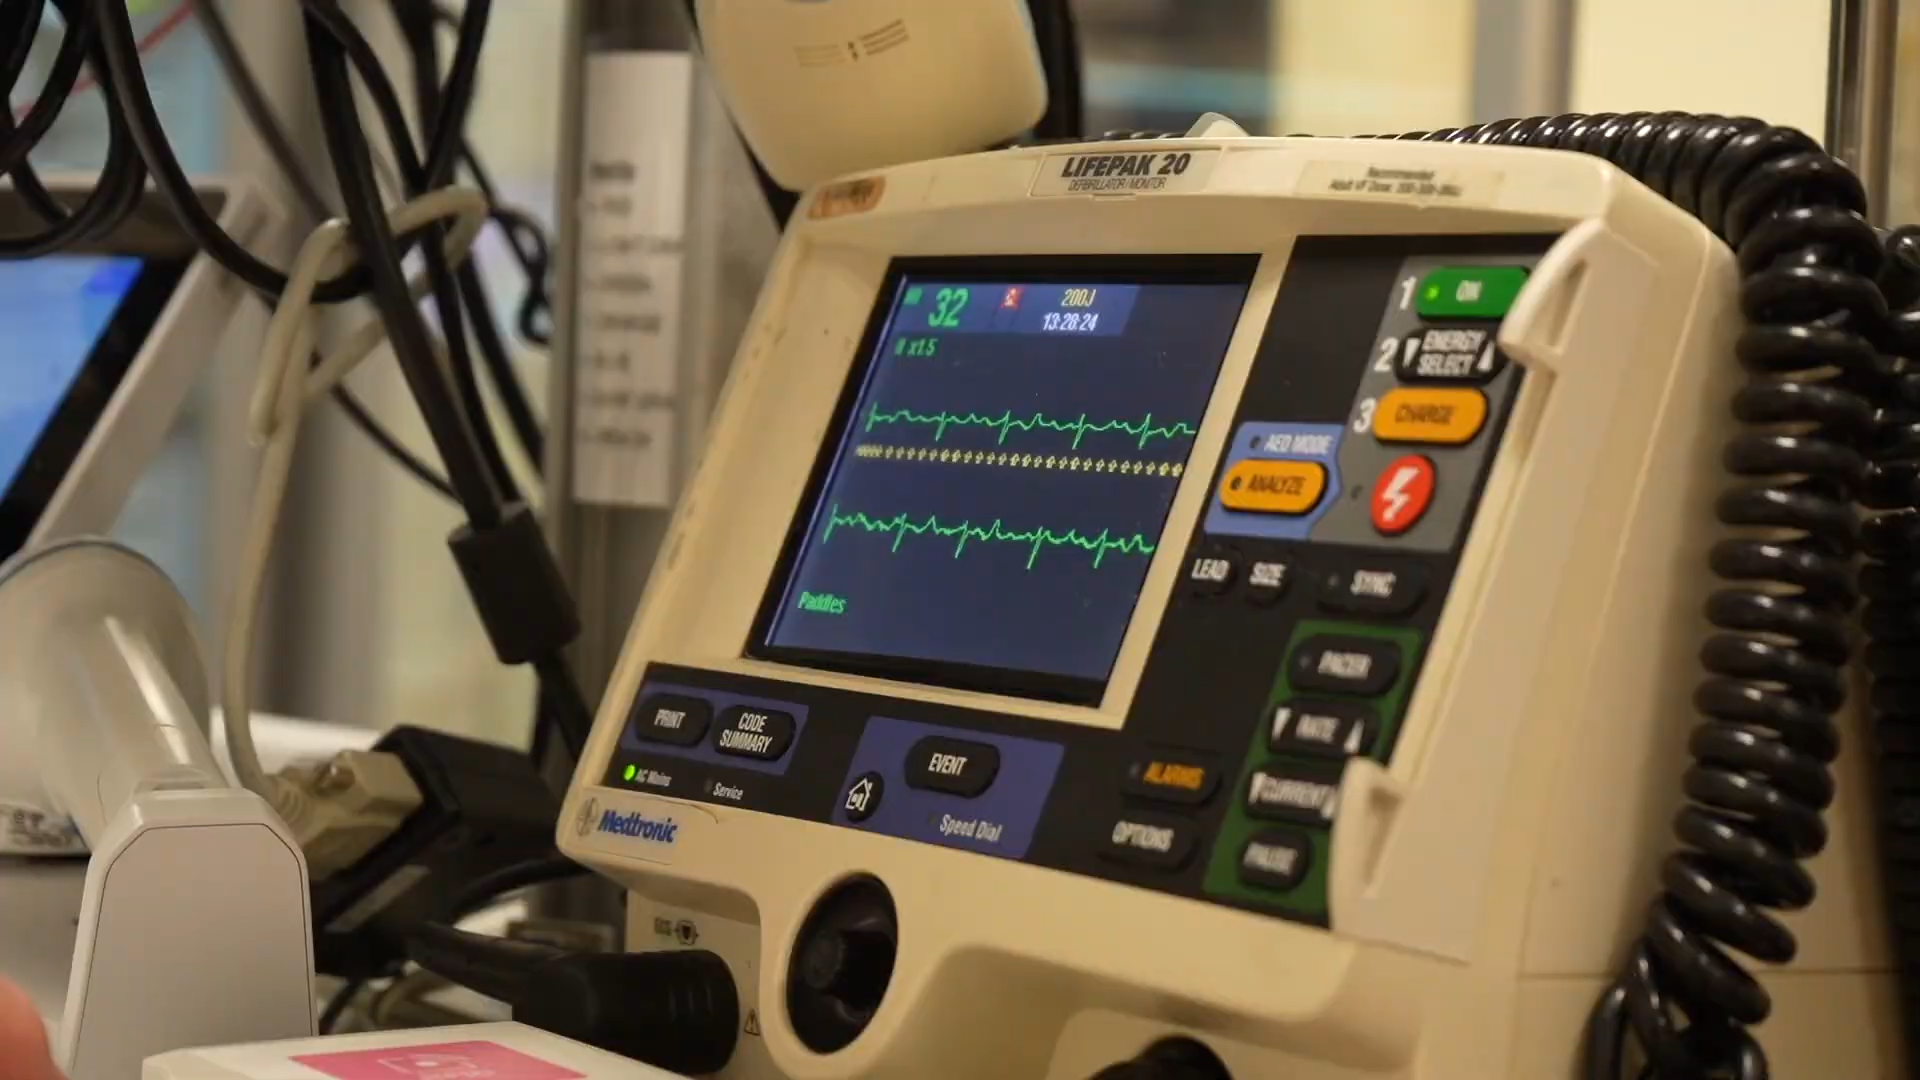 LIFEPAK 20
DEFIBRILLATOR/MONITOR
Recommended
32
200J
13:28:24
II x1.5
Paddles
1
ON
2
ENERGY
SELECT
3
CHARGE
AED MODE
ANALYZE
LEAD
SIZE
SYNC
PACER
RATE
CURRENT
PAUSE
PRINT
CODE
SUMMARY
EVENT
ALARMS
AC Mains
Service
Speed Dial
OPTIONS
Medtronic
ECG